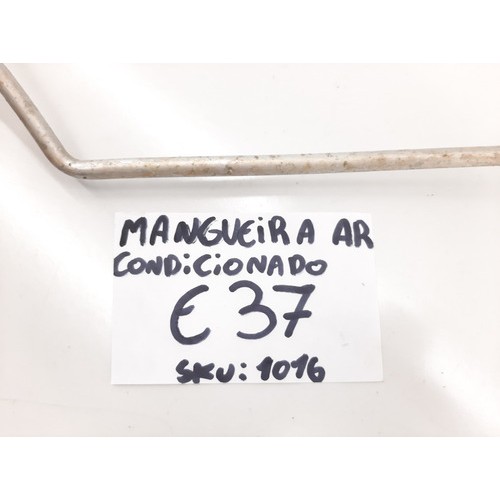 MANGUEiRA AR
CONDiCiONADO
€ 37
SKU: 1016